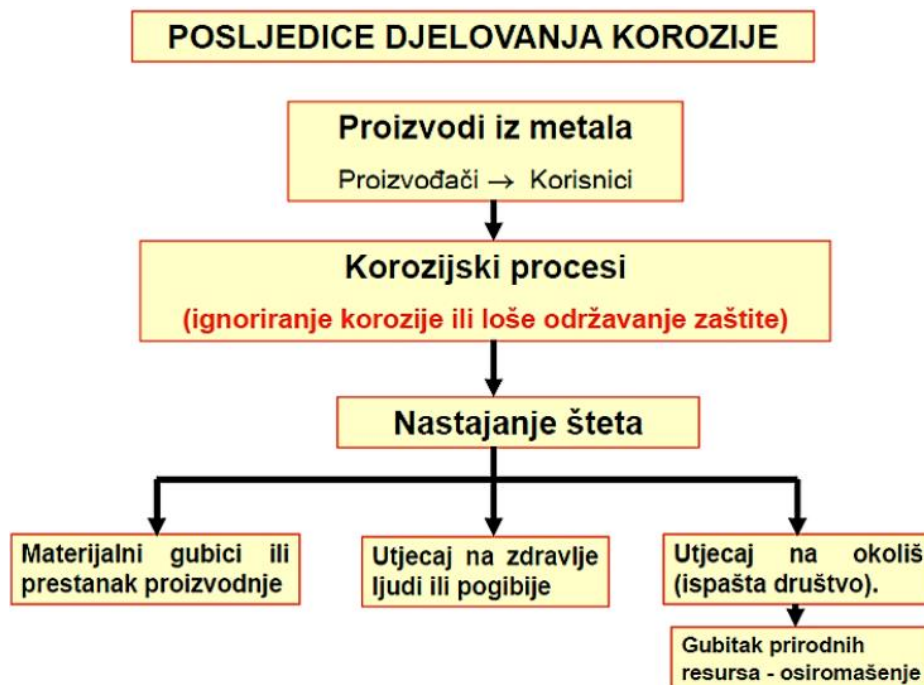 POSLJEDICE DJELOVANJA KOROZIJE
Proizvodi iz metala
Proizvođači → Korisnici
Korozijski procesi
(ignoriranje korozije ili loše održavanje zaštite)
Nastajanje šteta
Materijalni gubici ili
prestanak proizvodnje
Utjecaj na zdravlje
ljudi ili pogibije
Utjecaj na okoliš
(ispašta društvo).
Gubitak prirodnih
resursa - osiromašenje